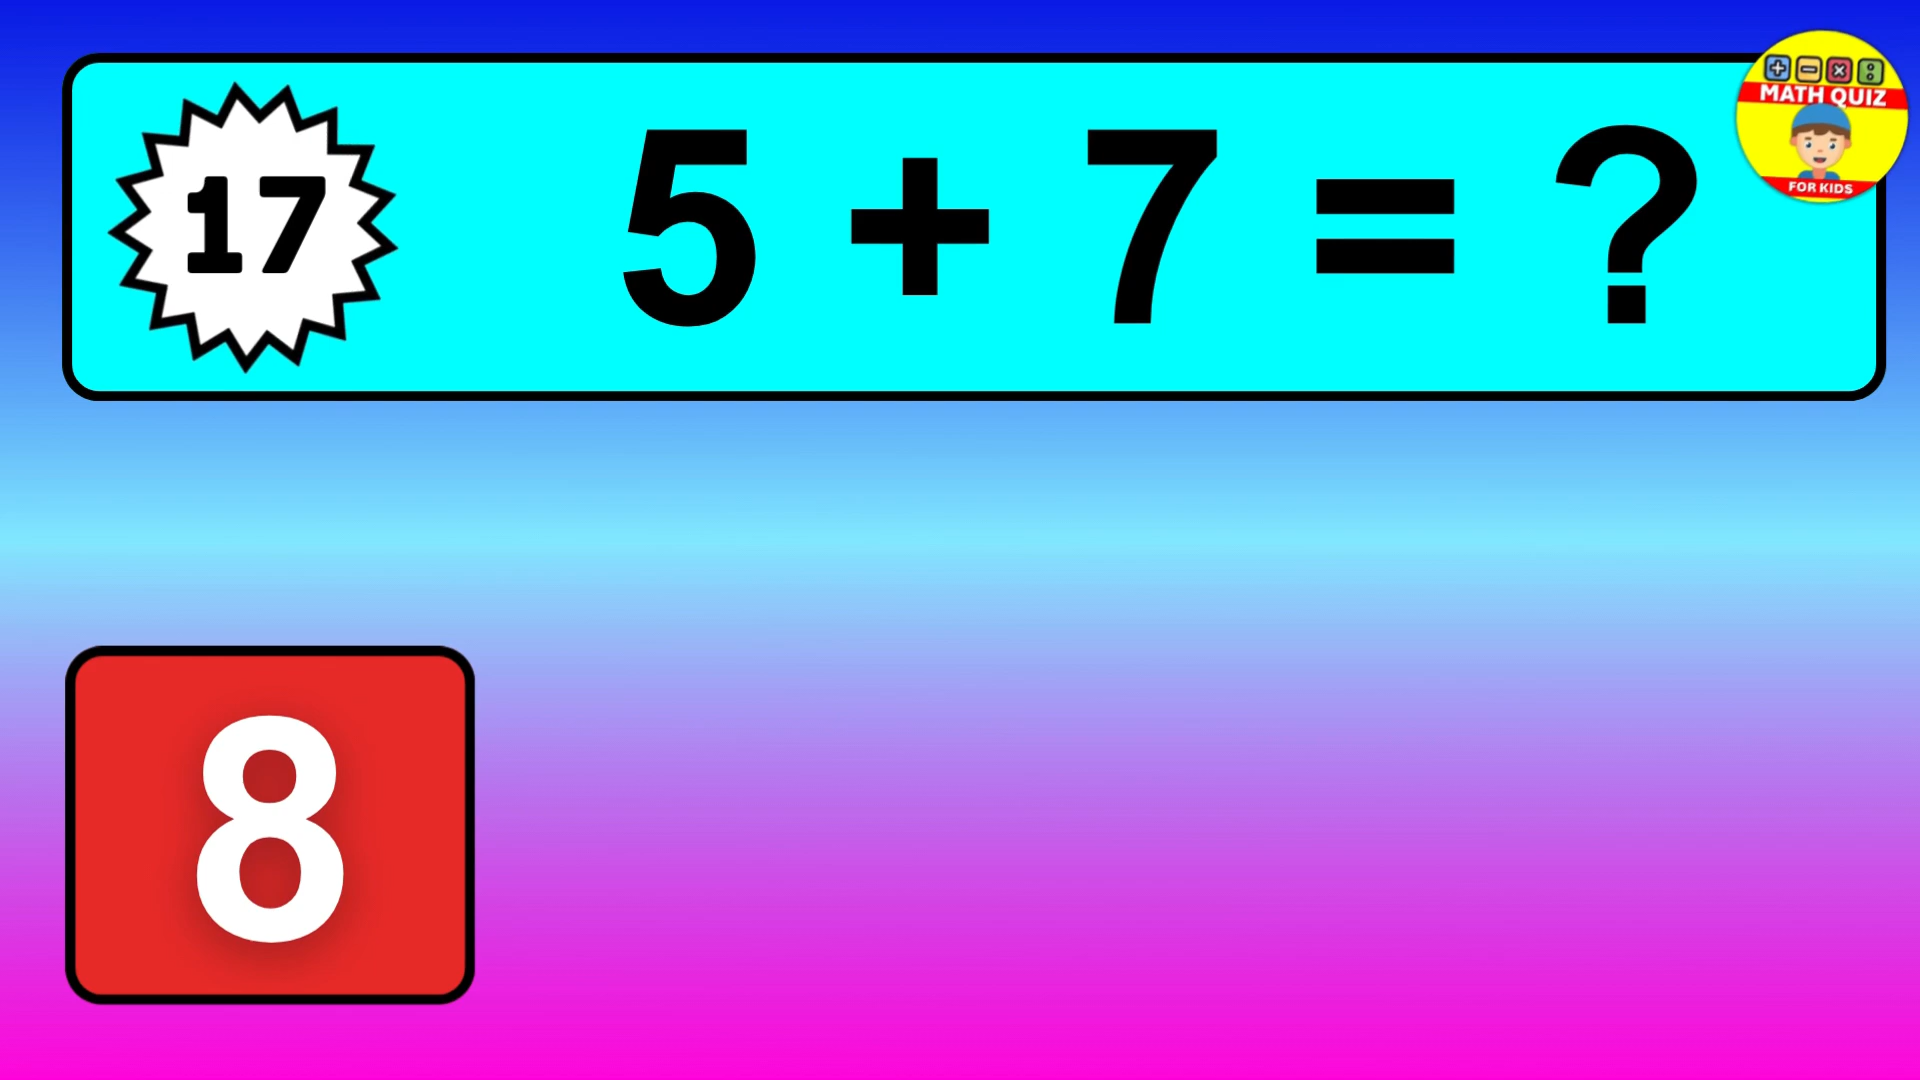 17
5 + 7 = ?
+ - × :
MATH QUIZ
FOR KIDS
8